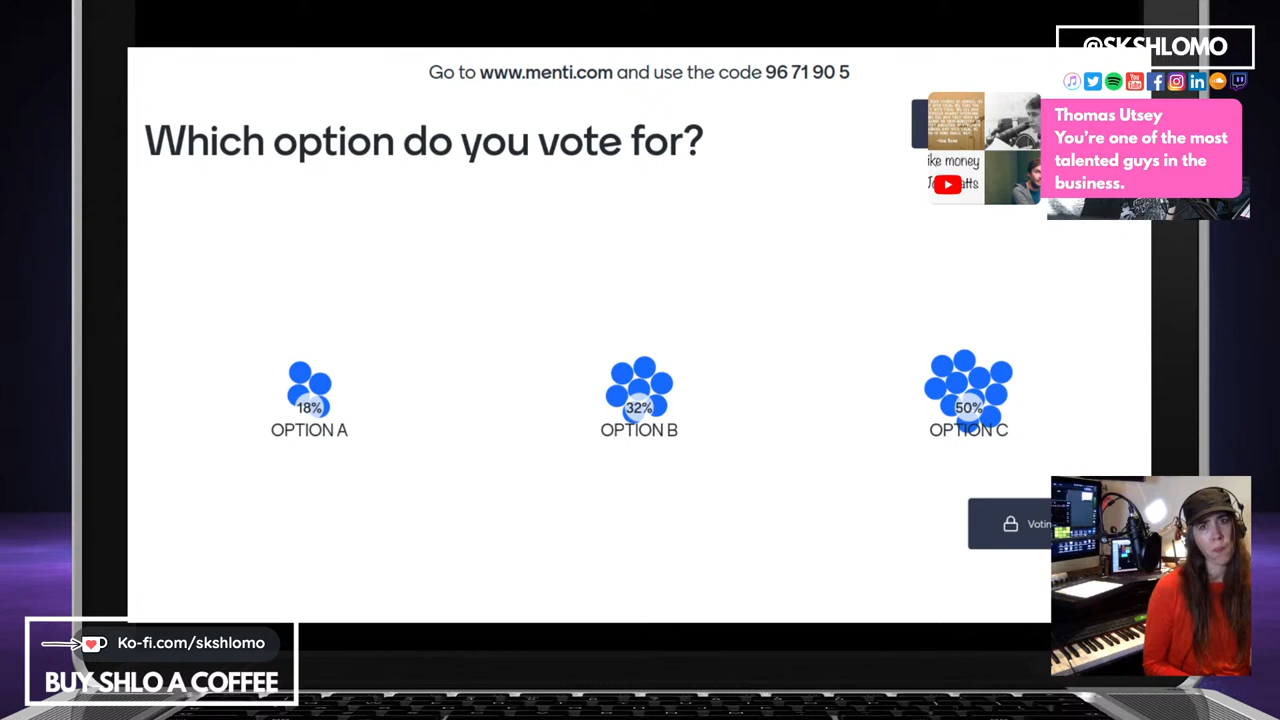 @SKSHLOMO
Go to www.menti.com and use the code 96 71 90 5
Which option do you vote for?
Thomas Utsey
You're one of the most
talented guys in the
business.
ike money
atts
18%
OPTION A
32%
OPTION B
50%
OPTION C
Votin
Ko-fi.com/skshlomo
BUY SHLO A COFFEE